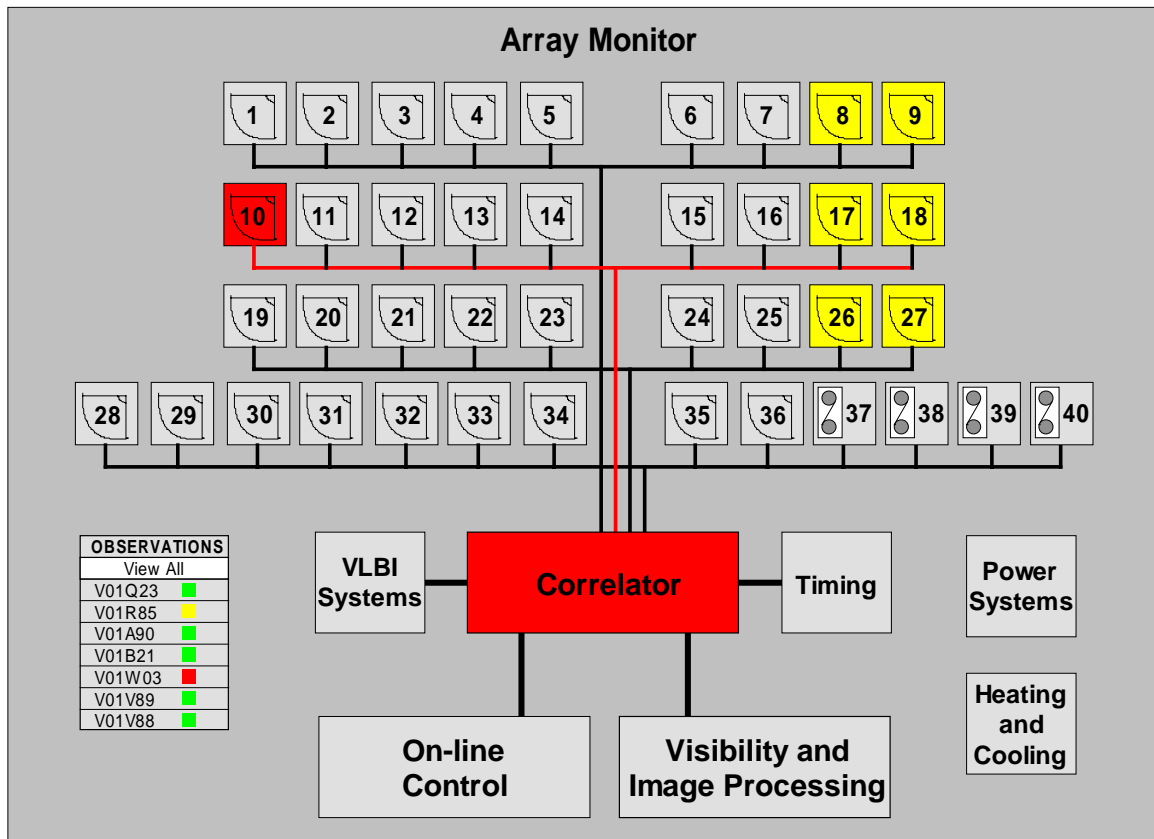 Array Monitor
1 2 3 4 5 6 7 8 9
10 11 12 13 14 15 16 17 18
19 20 21 22 23 24 25 26 27
28 29 30 31 32 33 34 35 36 37 38 39 40
OBSERVATIONS
View All
V01Q23
V01R85
V01A90
V01B21
V01W03
V01V89
V01V88
VLBI
Systems
Correlator
Timing
Power
Systems
Heating
and
Cooling
On-line
Control
Visibility and
Image Processing